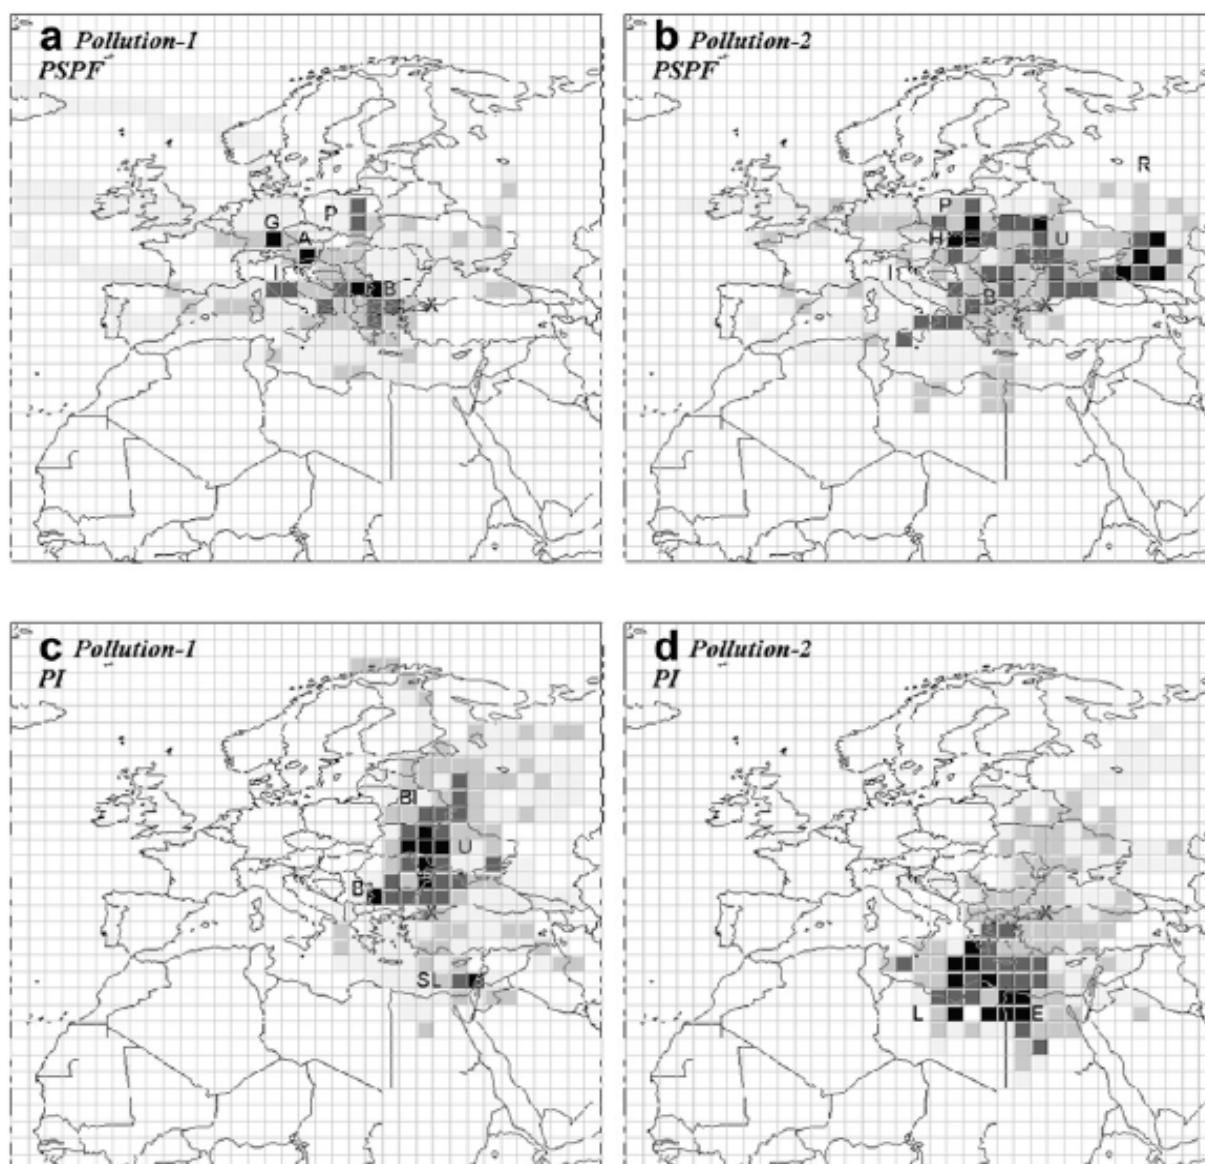 a Pollution-1
PSPF
G
A
P
I
B
X
b Pollution-2
PSPF
R
P
H
U
I
B
X
c Pollution-1
PI
Bl
U
B
X
SL
d Pollution-2
PI
X
L
E